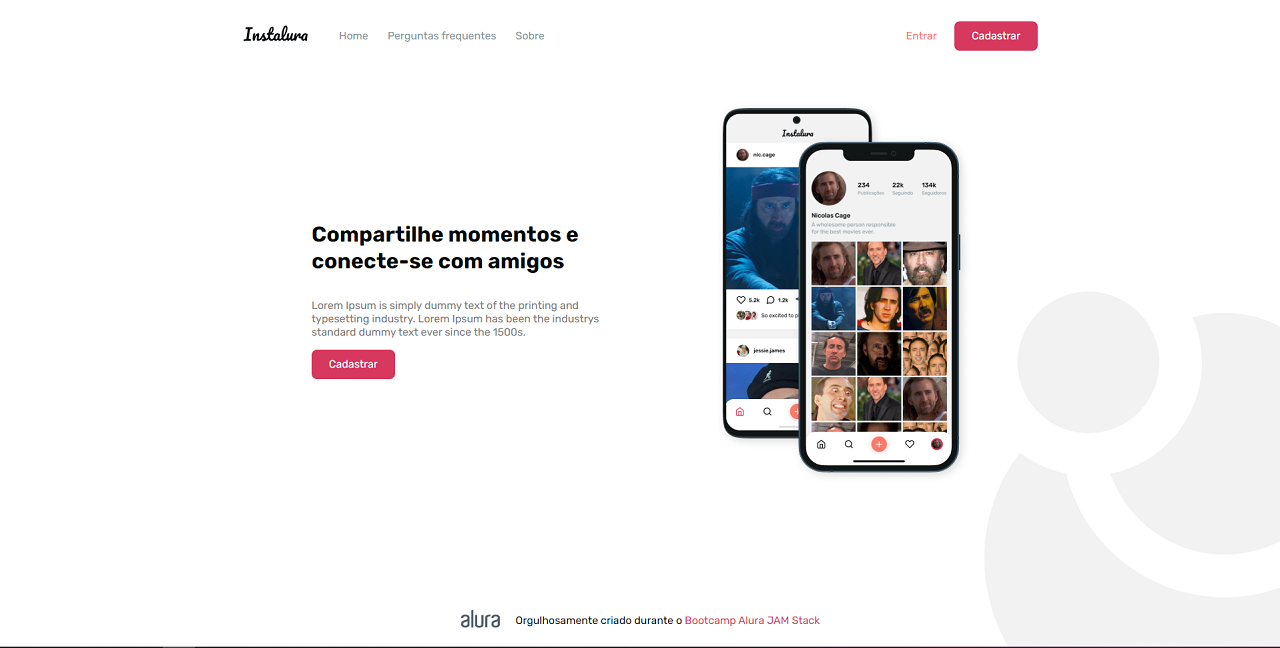 Instalura
Home
Perguntas frequentes
Sobre
Entrar
Cadastrar
Compartilhe momentos e
conecte-se com amigos
Lorem Ipsum is simply dummy text of the printing and
typesetting industry. Lorem Ipsum has been the industrys
standard dummy text ever since the 1500s.
Cadastrar
Instalura
nic.cage
5.2k
1.2k
So excited to p
jessie.james
234
22k
134k
Publicações
Seguindo
Seguidores
Nicolas Cage
A wholesome person responsible
for the best movies ever.
alura
Orgulhosamente criado durante o Bootcamp Alura JAM Stack